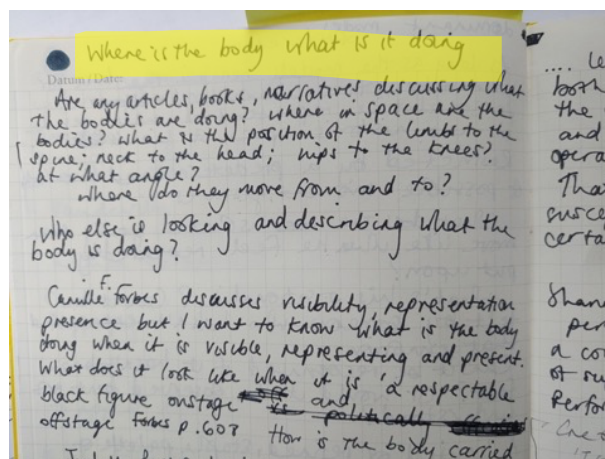 Where is the body what is it doing
Datum / Date:
Are any articles, books, narratives discussing what
the bodies are doing? Where in space are the
bodies? What is the position of the limbs to the
spine; neck to the head; hips to the knees?
at what angle?
Where do they move from and to?
Who else is looking and describing what the
body is doing?
Camille F. Forbes discusses visibility, representation
presence but I want to know what is the body
doing when it is visible, representing and present.
What does it look like when it is 'a respectable
black figure onstage and
offstage Forbes p.603 politically
How is the body carried
.... le
both
the
and
opera
Tha
susce
certa
Shan
per
a co
of su
Perfor